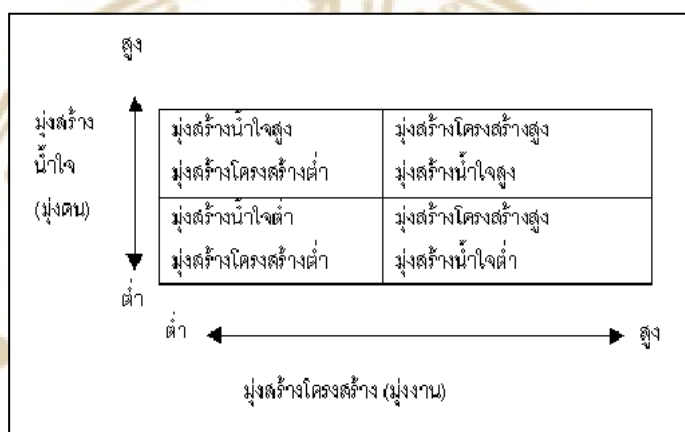 สูง
มุ่งสร้าง
น้ำใจ
(มุ่งคน)
มุ่งสร้างน้ำใจสูง
มุ่งสร้างโครงสร้างต่ำ
มุ่งสร้างโครงสร้างสูง
มุ่งสร้างน้ำใจสูง
มุ่งสร้างน้ำใจต่ำ
มุ่งสร้างโครงสร้างต่ำ
มุ่งสร้างโครงสร้างสูง
มุ่งสร้างน้ำใจต่ำ
ต่ำ
ต่ำ
สูง
มุ่งสร้างโครงสร้าง (มุ่งงาน)